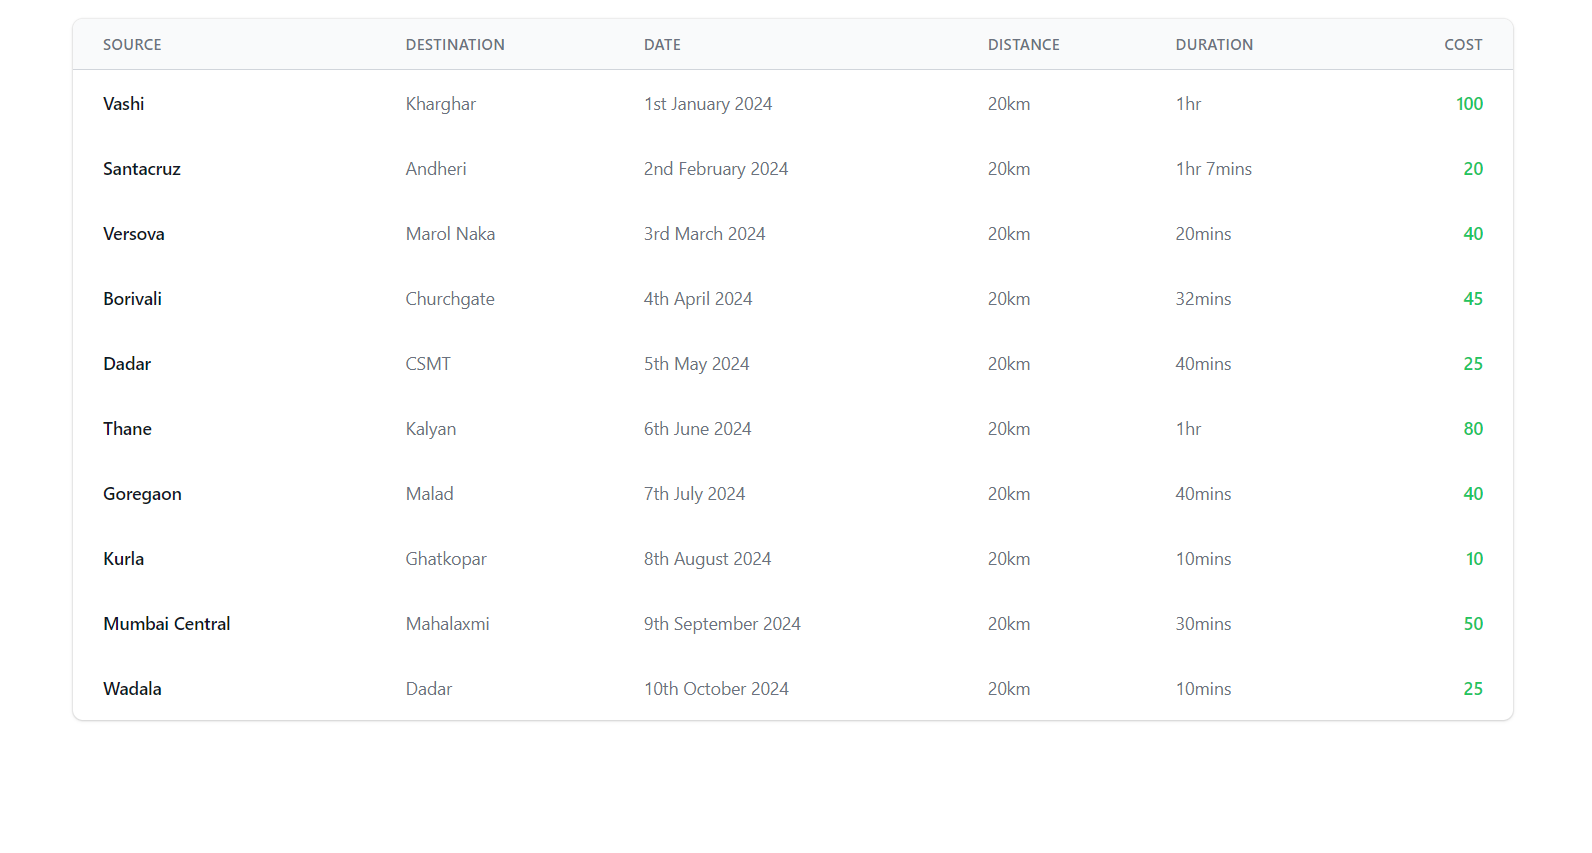 SOURCE DESTINATION DATE DISTANCE DURATION COST
Vashi Kharghar 1st January 2024 20km 1hr 100
Santacruz Andheri 2nd February 2024 20km 1hr 7mins 20
Versova Marol Naka 3rd March 2024 20km 20mins 40
Borivali Churchgate 4th April 2024 20km 32mins 45
Dadar CSMT 5th May 2024 20km 40mins 25
Thane Kalyan 6th June 2024 20km 1hr 80
Goregaon Malad 7th July 2024 20km 40mins 40
Kurla Ghatkopar 8th August 2024 20km 10mins 10
Mumbai Central Mahalaxmi 9th September 2024 20km 30mins 50
Wadala Dadar 10th October 2024 20km 10mins 25